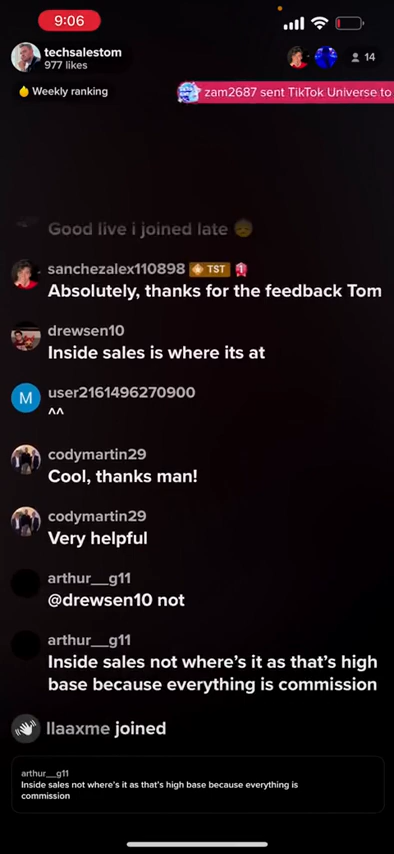 9:06
techsalestom
977 likes
14
Weekly ranking
zam2687 sent TikTok Universe to
Good live i joined late
sanchezalex110898 TST 1
Absolutely, thanks for the feedback Tom
drewsen10
Inside sales is where its at
M
user2161496270900
^^
codymartin29
Cool, thanks man!
codymartin29
Very helpful
arthur__g11
@drewsen10 not
arthur__g11
Inside sales not where's it as that's high
base because everything is commission
llaaxme joined
arthur__g11
Inside sales not where's it as that's high base because everything is
commission